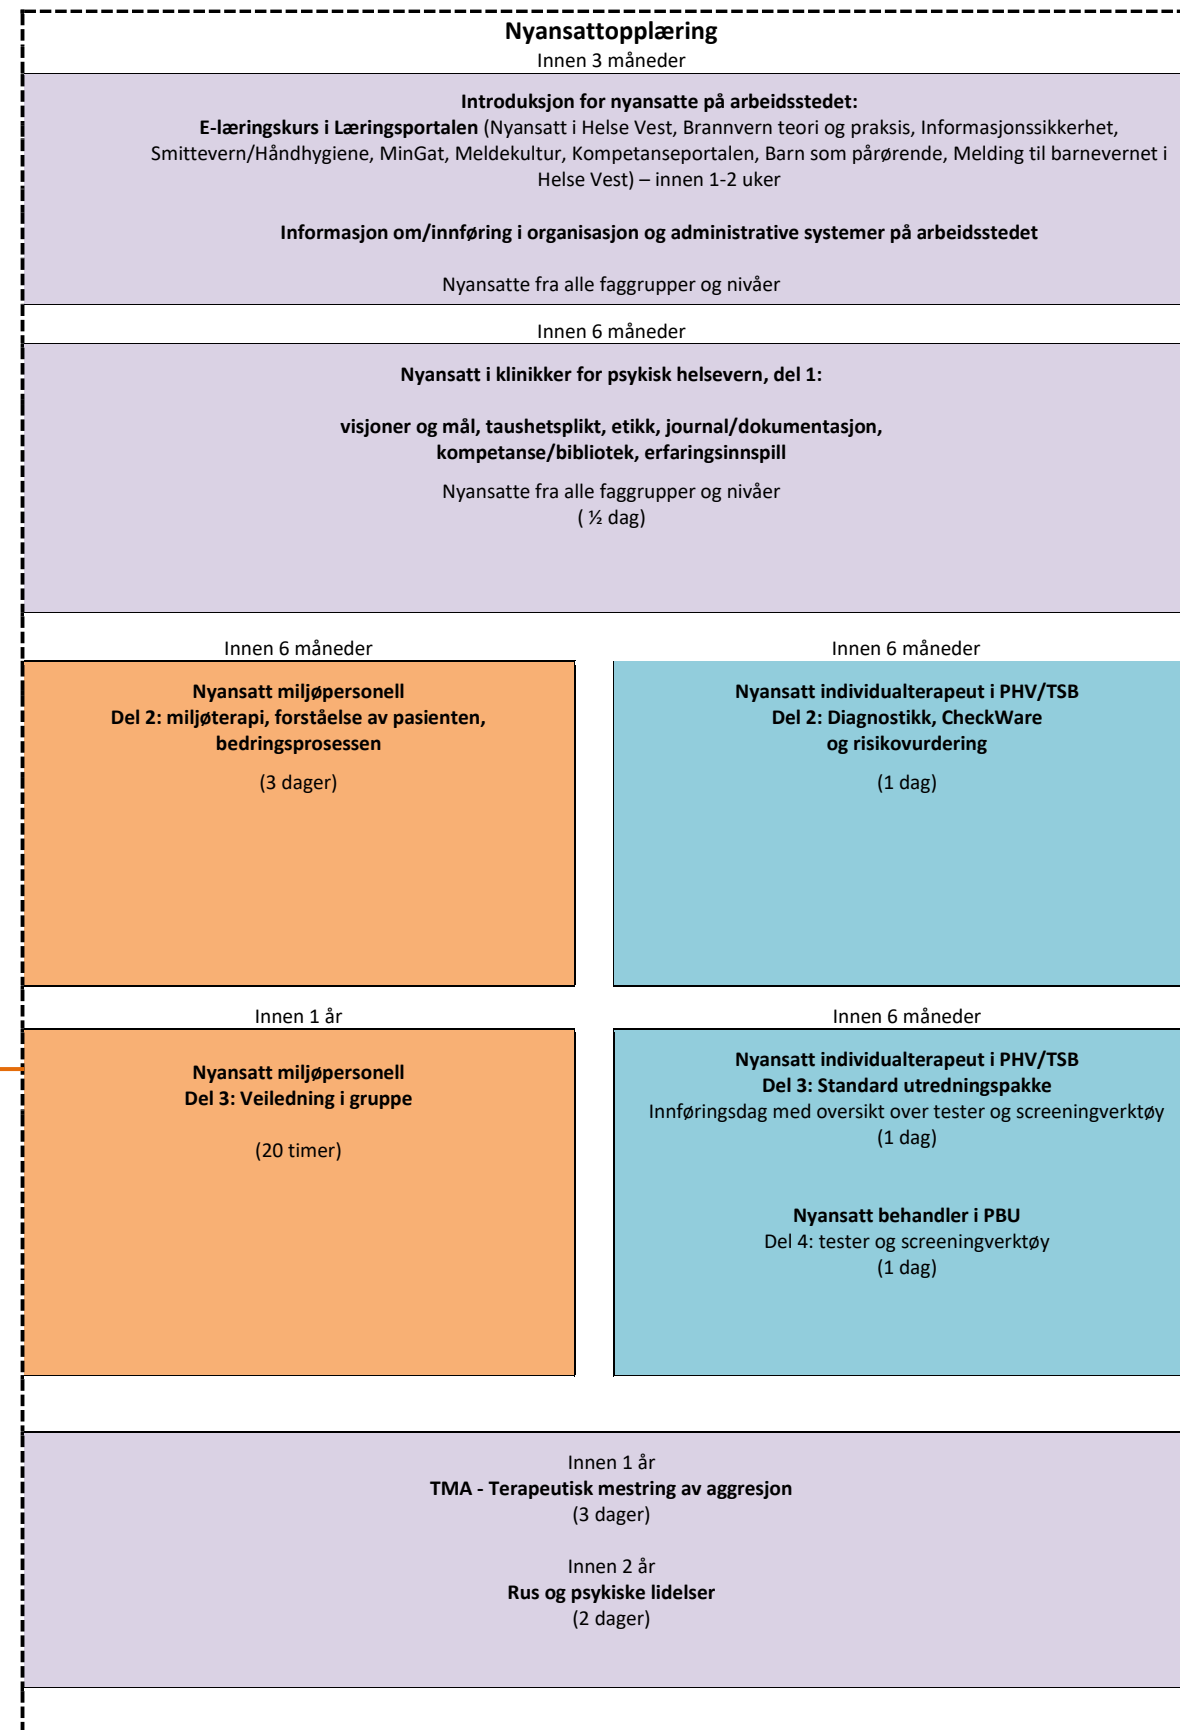 Nyansattopplæring
Innen 3 måneder
Introduksjon for nyansatte på arbeidsstedet:
E-læringskurs i Læringsportalen (Nyansatt i Helse Vest, Brannvern teori og praksis, Informasjonssikkerhet,
Smittevern/Håndhygiene, MinGat, Meldekultur, Kompetanseportalen, Barn som pårørende, Melding til barnevernet i
Helse Vest) – innen 1-2 uker
Informasjon om/innføring i organisasjon og administrative systemer på arbeidsstedet
Nyansatte fra alle faggrupper og nivåer
Innen 6 måneder
Nyansatt i klinikker for psykisk helsevern, del 1:
visjoner og mål, taushetsplikt, etikk, journal/dokumentasjon,
kompetanse/bibliotek, erfaringsinnspill
Nyansatte fra alle faggrupper og nivåer
( ½ dag)
Innen 6 måneder
Nyansatt miljøpersonell
Del 2: miljøterapi, forståelse av pasienten,
bedringsprosessen
(3 dager)
Innen 6 måneder
Nyansatt individualterapeut i PHV/TSB
Del 2: Diagnostikk, CheckWare
og risikovurdering
(1 dag)
Innen 1 år
Nyansatt miljøpersonell
Del 3: Veiledning i gruppe
(20 timer)
Innen 6 måneder
Nyansatt individualterapeut i PHV/TSB
Del 3: Standard utredningspakke
Innføringsdag med oversikt over tester og screeningverktøy
(1 dag)
Nyansatt behandler i PBU
Del 4: tester og screeningverktøy
(1 dag)
Innen 1 år
TMA - Terapeutisk mestring av aggresjon
(3 dager)
Innen 2 år
Rus og psykiske lidelser
(2 dager)